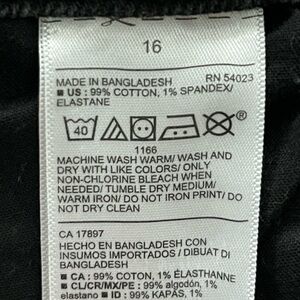 16
MADE IN BANGLADESH RN 54023
■ US : 99% COTTON, 1% SPANDEX/
ELASTANE
40 ®
1166
MACHINE WASH WARM/ WASH AND
DRY WITH LIKE COLORS/ ONLY
NON-CHLORINE BLEACH WHEN
NEEDED/ TUMBLE DRY MEDIUM/
WARM IRON/ DO NOT IRON PRINT/ DO
NOT DRY CLEAN
CA 17897
HECHO EN BANGLADESH CON
INSUMOS IMPORTADOS / DIBUAT DI
BANGLADESH
■ CA : 99% COTON, 1% ÉLASTHANNE
■ CL/CR/MX/PE : 99% algodón, 1%
elastano ■ ID : 99% KAPAS, 1%